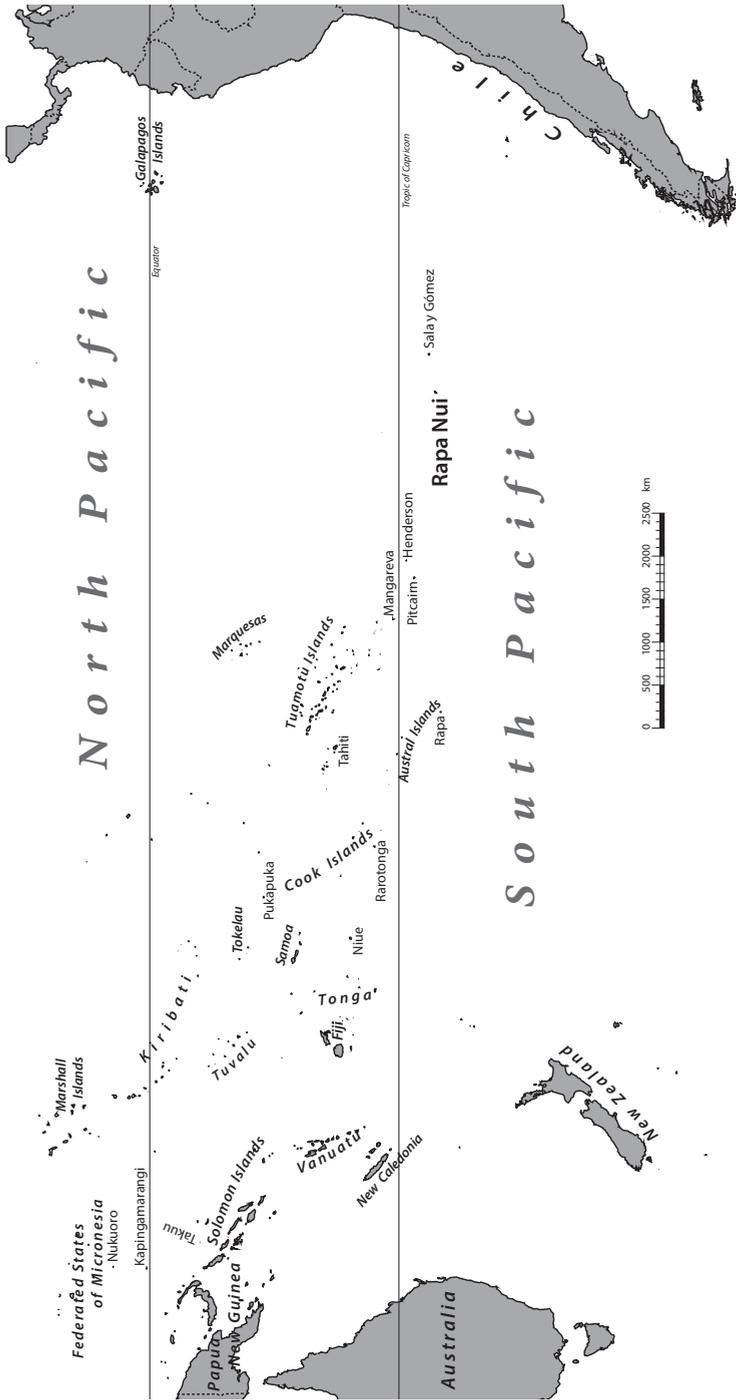 Federated States
of Micronesia
Nukuoro
Kapingamarangi
Marshall
Islands
Kiribati
North Pacific
Equator
Galapagos
Islands
Papua
New Guinea
Takuu
Solomon Islands
Tuvalu
Tokelau
Pukapuka
Samoa
Cook Islands
Marquesas
Tuamotu Islands
Vanuatu
Fiji
Tonga
Niue
Tahiti
New Caledonia
Rarotonga
Austral Islands
Rapa
Mangareva
Pitcairn
Henderson
Rapa Nui
Sala y Gómez
Tropic of Capricorn
Chile
Australia
South Pacific
New Zealand
0 500 1000 1500 2000 2500 km